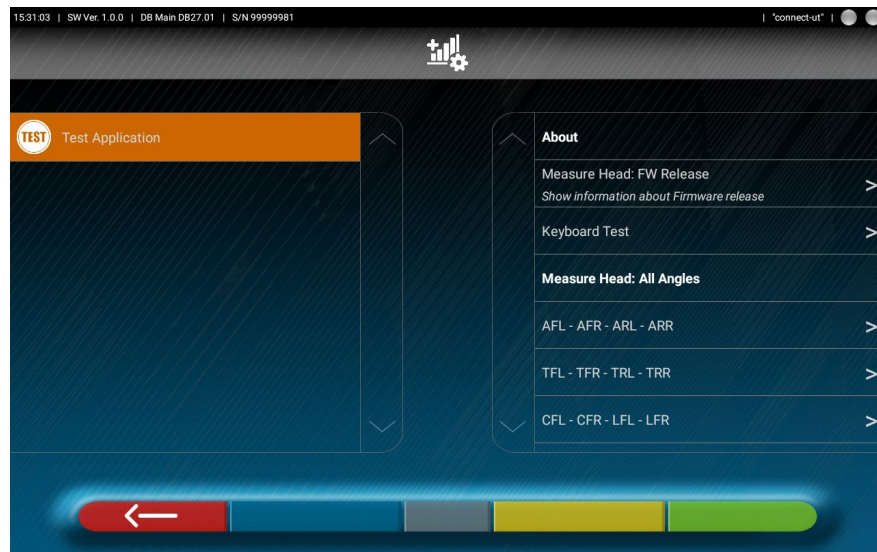 15:31:03 | SW Ver. 1.0.0 | DB Main DB27.01 | S/N 99999981 | "connect-ut" |
TEST Test Application
About
Measure Head: FW Release
Show information about Firmware release
>
Keyboard Test >
Measure Head: All Angles
AFL - AFR - ARL - ARR >
TFL - TFR - TRL - TRR >
CFL - CFR - LFL - LFR >